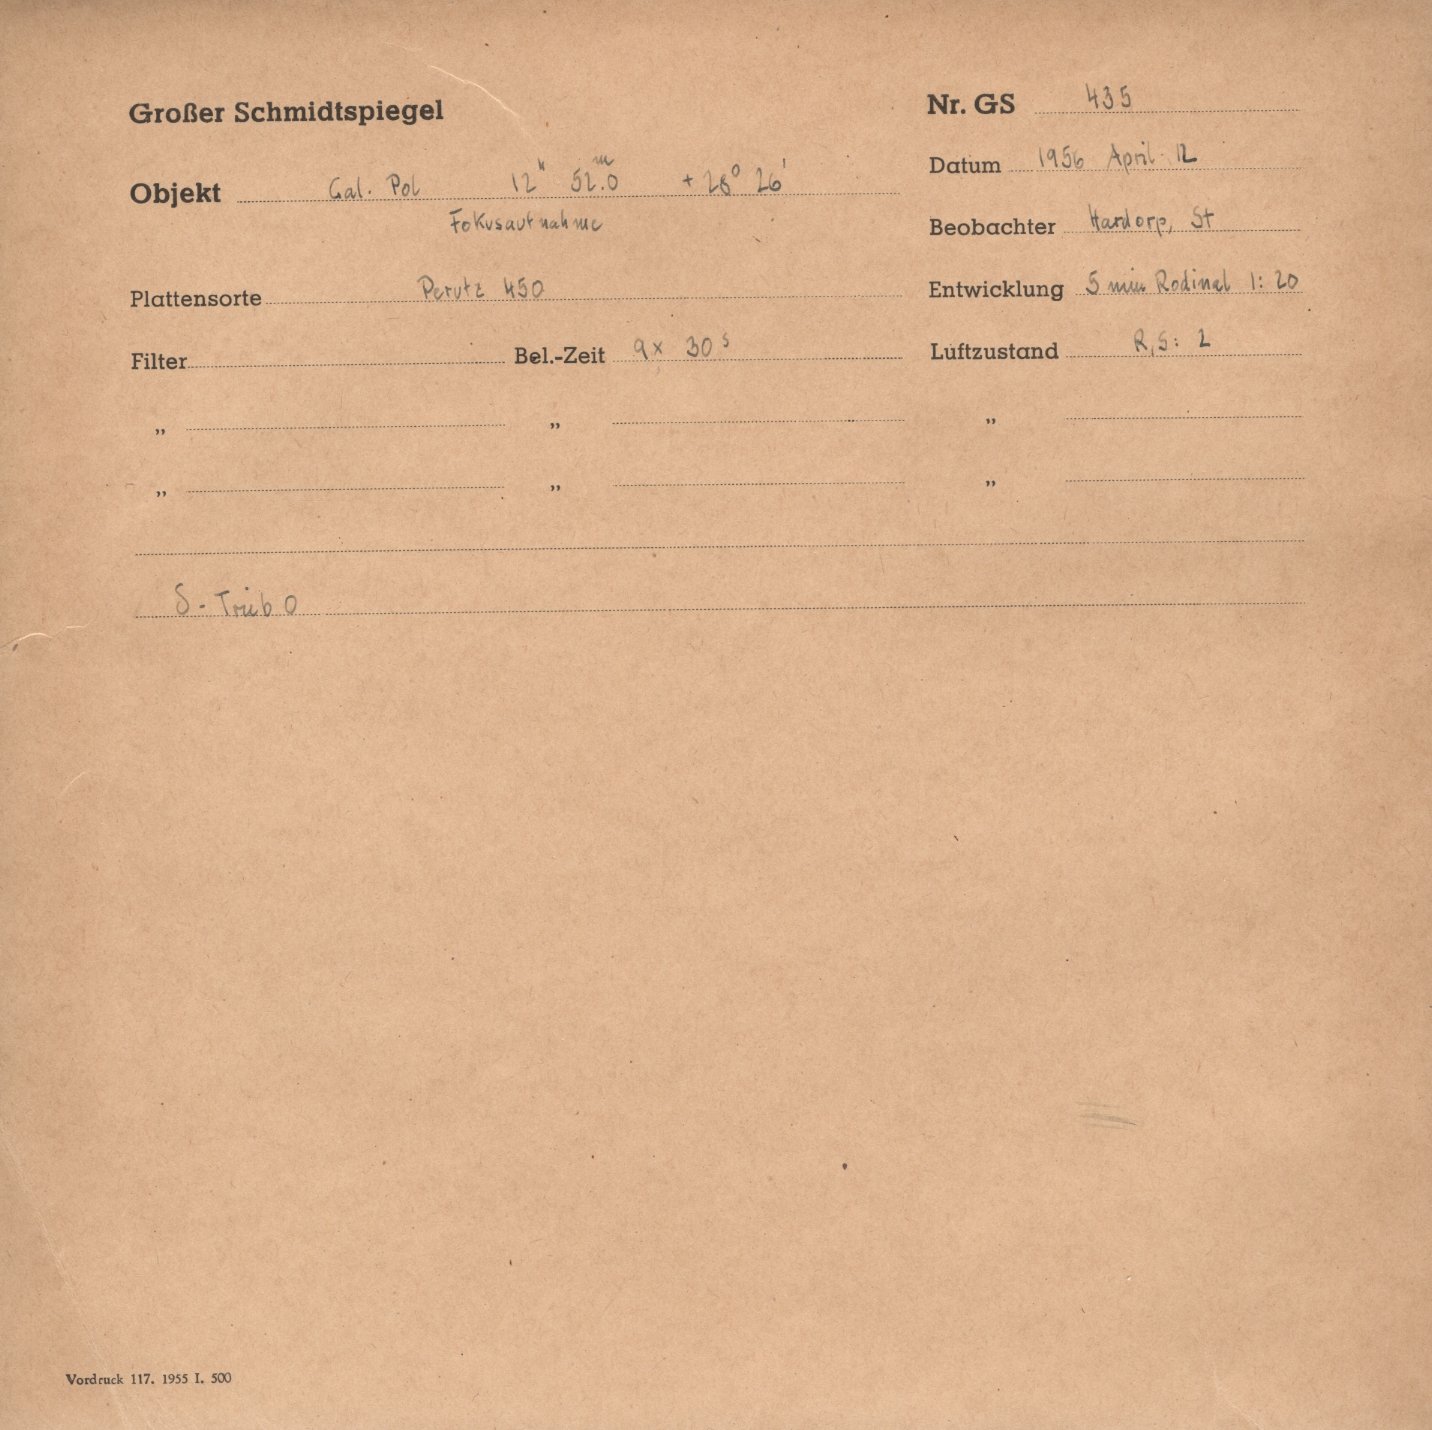 Großer Schmidtspiegel
Nr. GS 435
Datum 1956 April 12
Objekt Gal. Pol 12h 52.0m +28° 26'
Fokusaufnahme
Beobachter Hardorp, St
Plattensorte Perutz 450
Entwicklung 5 min Rodinal 1:20
Filter Bel.-Zeit 9x 30s
Luftzustand R,S: 2
„ „ „
„ „ „
δ-Trieb 0
Vordruck 117. 1955 I. 500